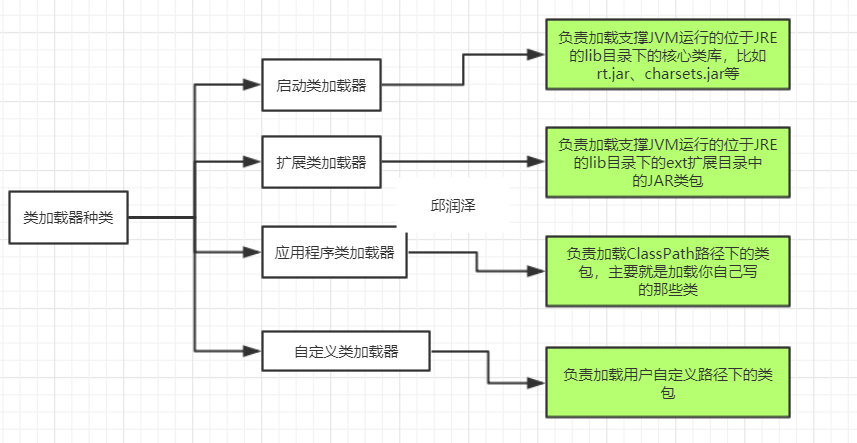 类加载器种类
启动类加载器
负责加载支撑JVM运行的位于JRE
的lib目录下的核心类库，比如
rt.jar、charsets.jar等
扩展类加载器
负责加载支撑JVM运行的位于JRE
的lib目录下的ext扩展目录中
的JAR类包
邱润泽
应用程序类加载器
负责加载ClassPath路径下的类
包，主要就是加载你自己写
的那些类
自定义类加载器
负责加载用户自定义路径下的类
包